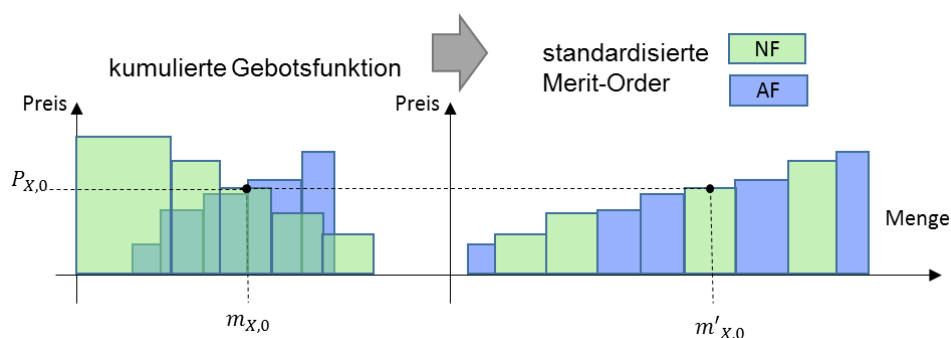 kumulierte Gebotsfunktion
standardisierte
Merit-Order
NF
AF
Preis
Preis
P_{X,0}
Menge
m_{X,0}
m'_{X,0}